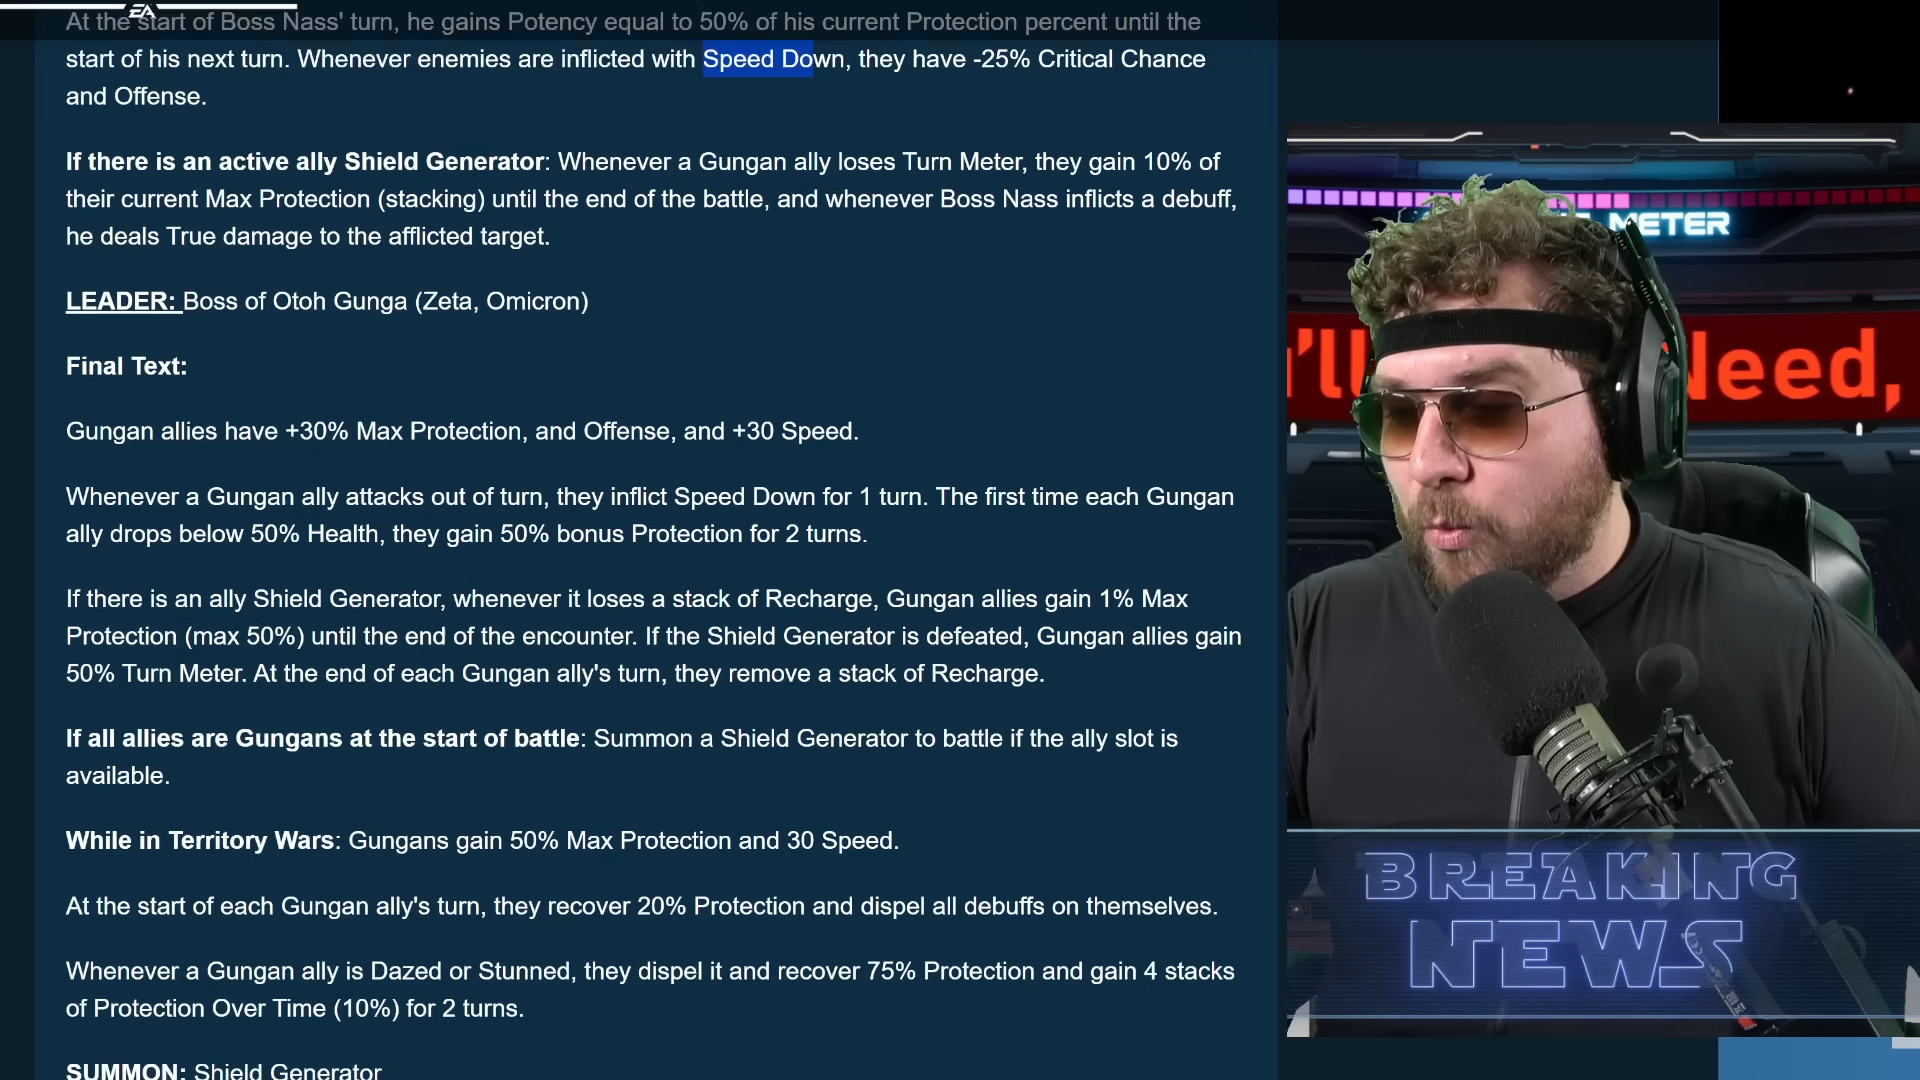 EA
At the start of Boss Nass' turn, he gains Potency equal to 50% of his current Protection percent until the
start of his next turn. Whenever enemies are inflicted with Speed Down, they have -25% Critical Chance
and Offense.
If there is an active ally Shield Generator: Whenever a Gungan ally loses Turn Meter, they gain 10% of
their current Max Protection (stacking) until the end of the battle, and whenever Boss Nass inflicts a debuff,
he deals True damage to the afflicted target.
LEADER: Boss of Otoh Gunga (Zeta, Omicron)
Final Text:
Gungan allies have +30% Max Protection, and Offense, and +30 Speed.
Whenever a Gungan ally attacks out of turn, they inflict Speed Down for 1 turn. The first time each Gungan
ally drops below 50% Health, they gain 50% bonus Protection for 2 turns.
If there is an ally Shield Generator, whenever it loses a stack of Recharge, Gungan allies gain 1% Max
Protection (max 50%) until the end of the encounter. If the Shield Generator is defeated, Gungan allies gain
50% Turn Meter. At the end of each Gungan ally's turn, they remove a stack of Recharge.
If all allies are Gungans at the start of battle: Summon a Shield Generator to battle if the ally slot is
available.
While in Territory Wars: Gungans gain 50% Max Protection and 30 Speed.
At the start of each Gungan ally's turn, they recover 20% Protection and dispel all debuffs on themselves.
Whenever a Gungan ally is Dazed or Stunned, they dispel it and recover 75% Protection and gain 4 stacks
of Protection Over Time (10%) for 2 turns.
SUMMON: Shield Generator
METER
'll Need,
BREAKING
NEWS